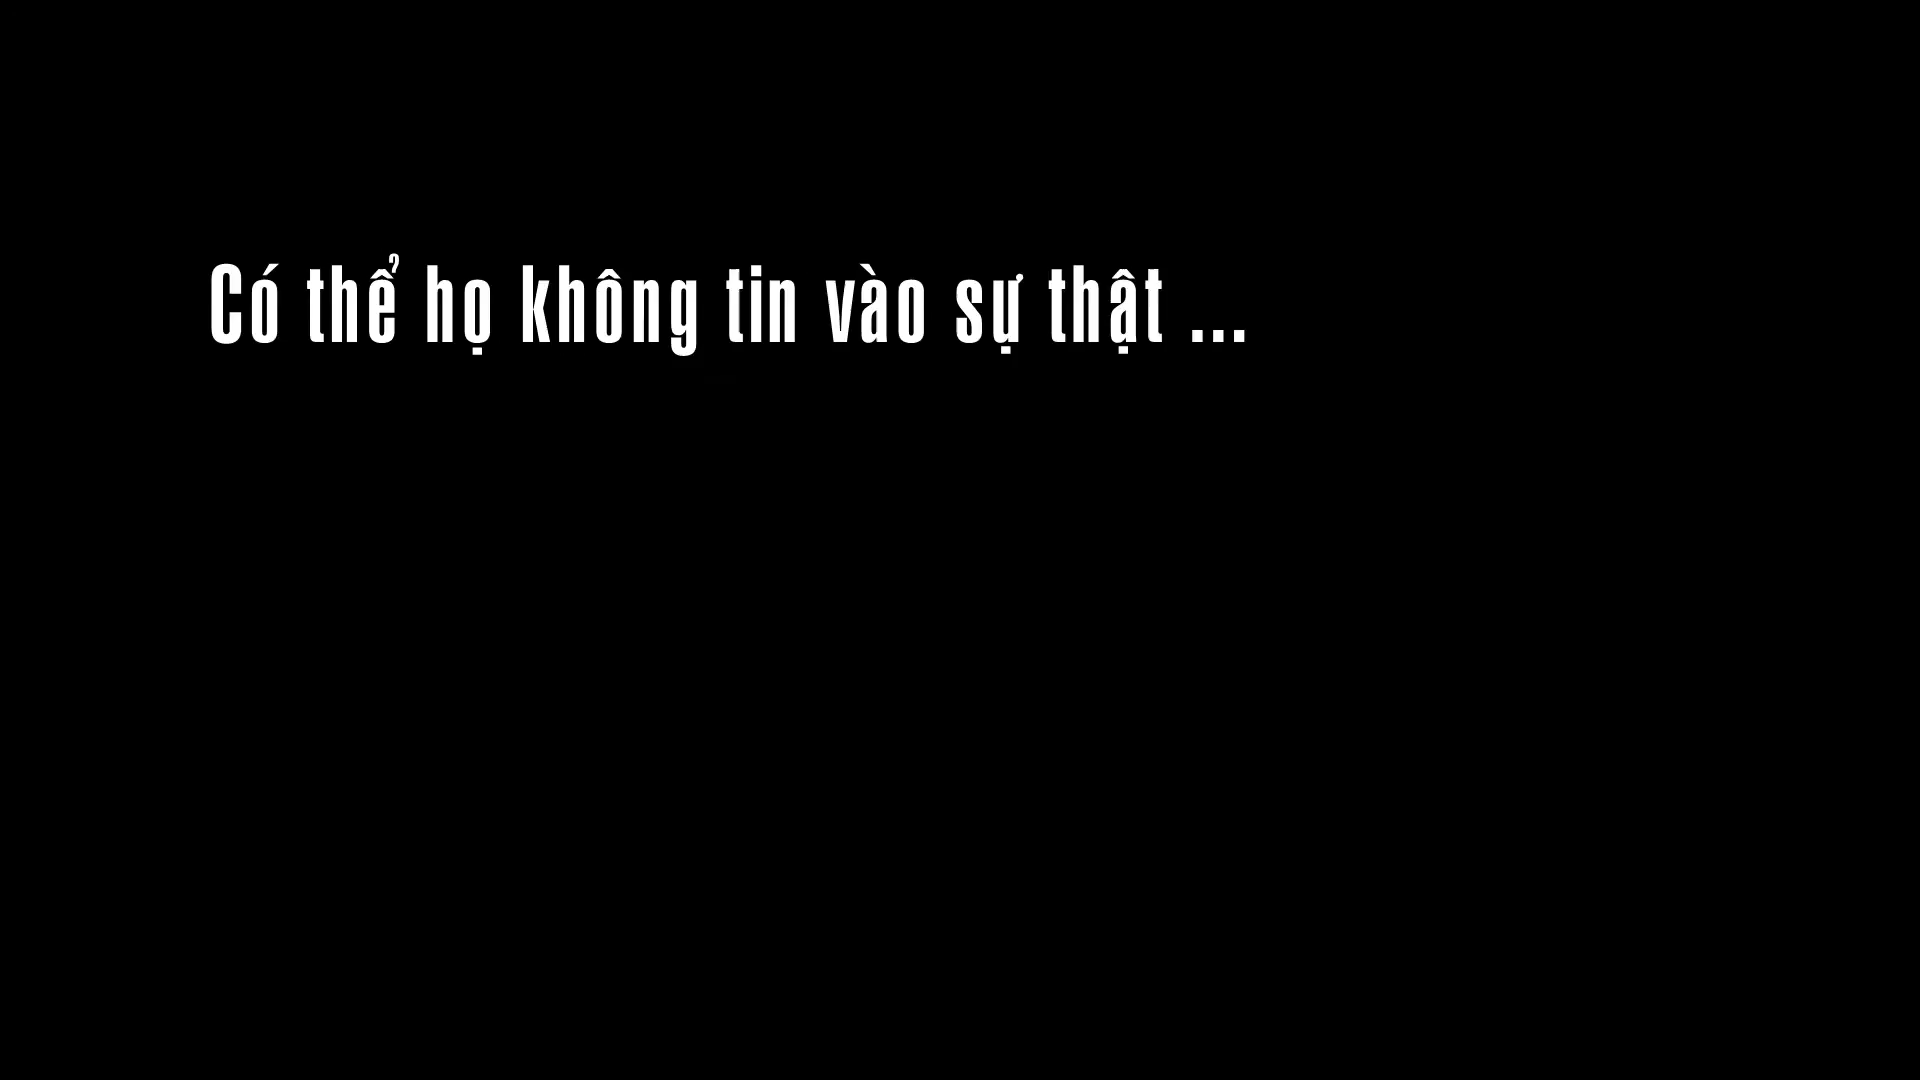 Có thể họ không tin vào sự thật ...